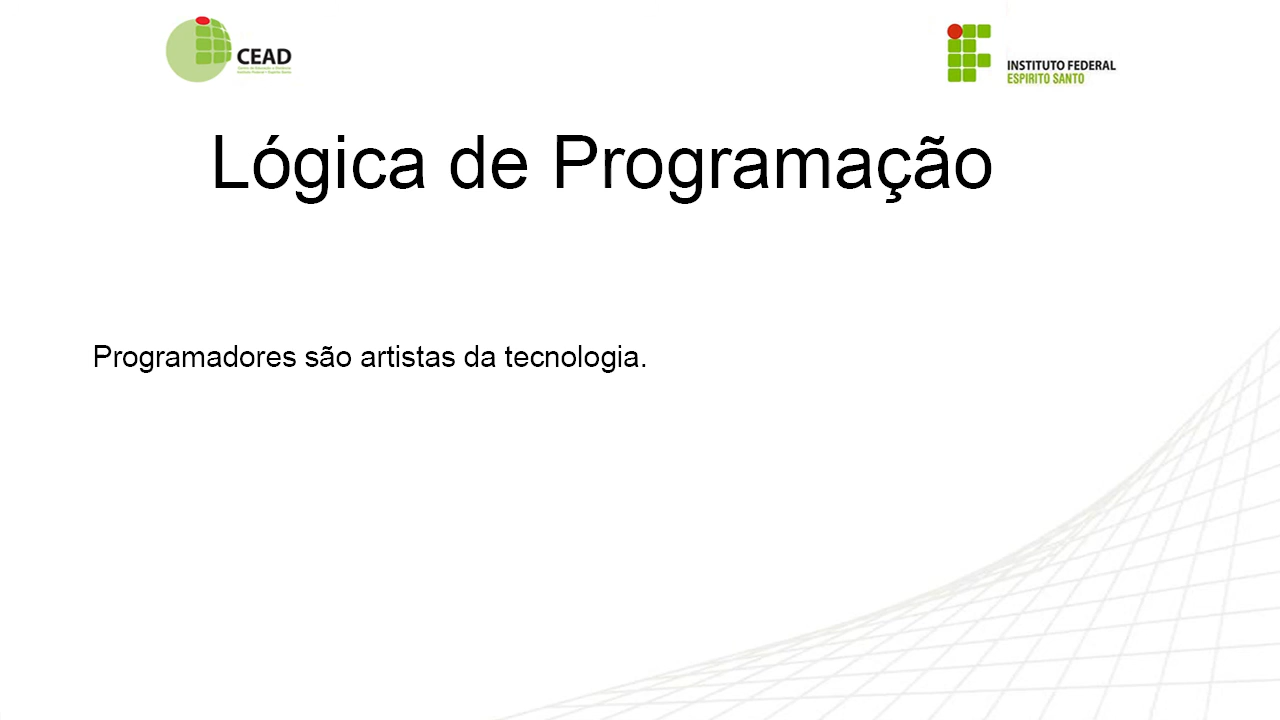 CEAD
INSTITUTO FEDERAL
ESPIRITO SANTO
Lógica de Programação
Programadores são artistas da tecnologia.